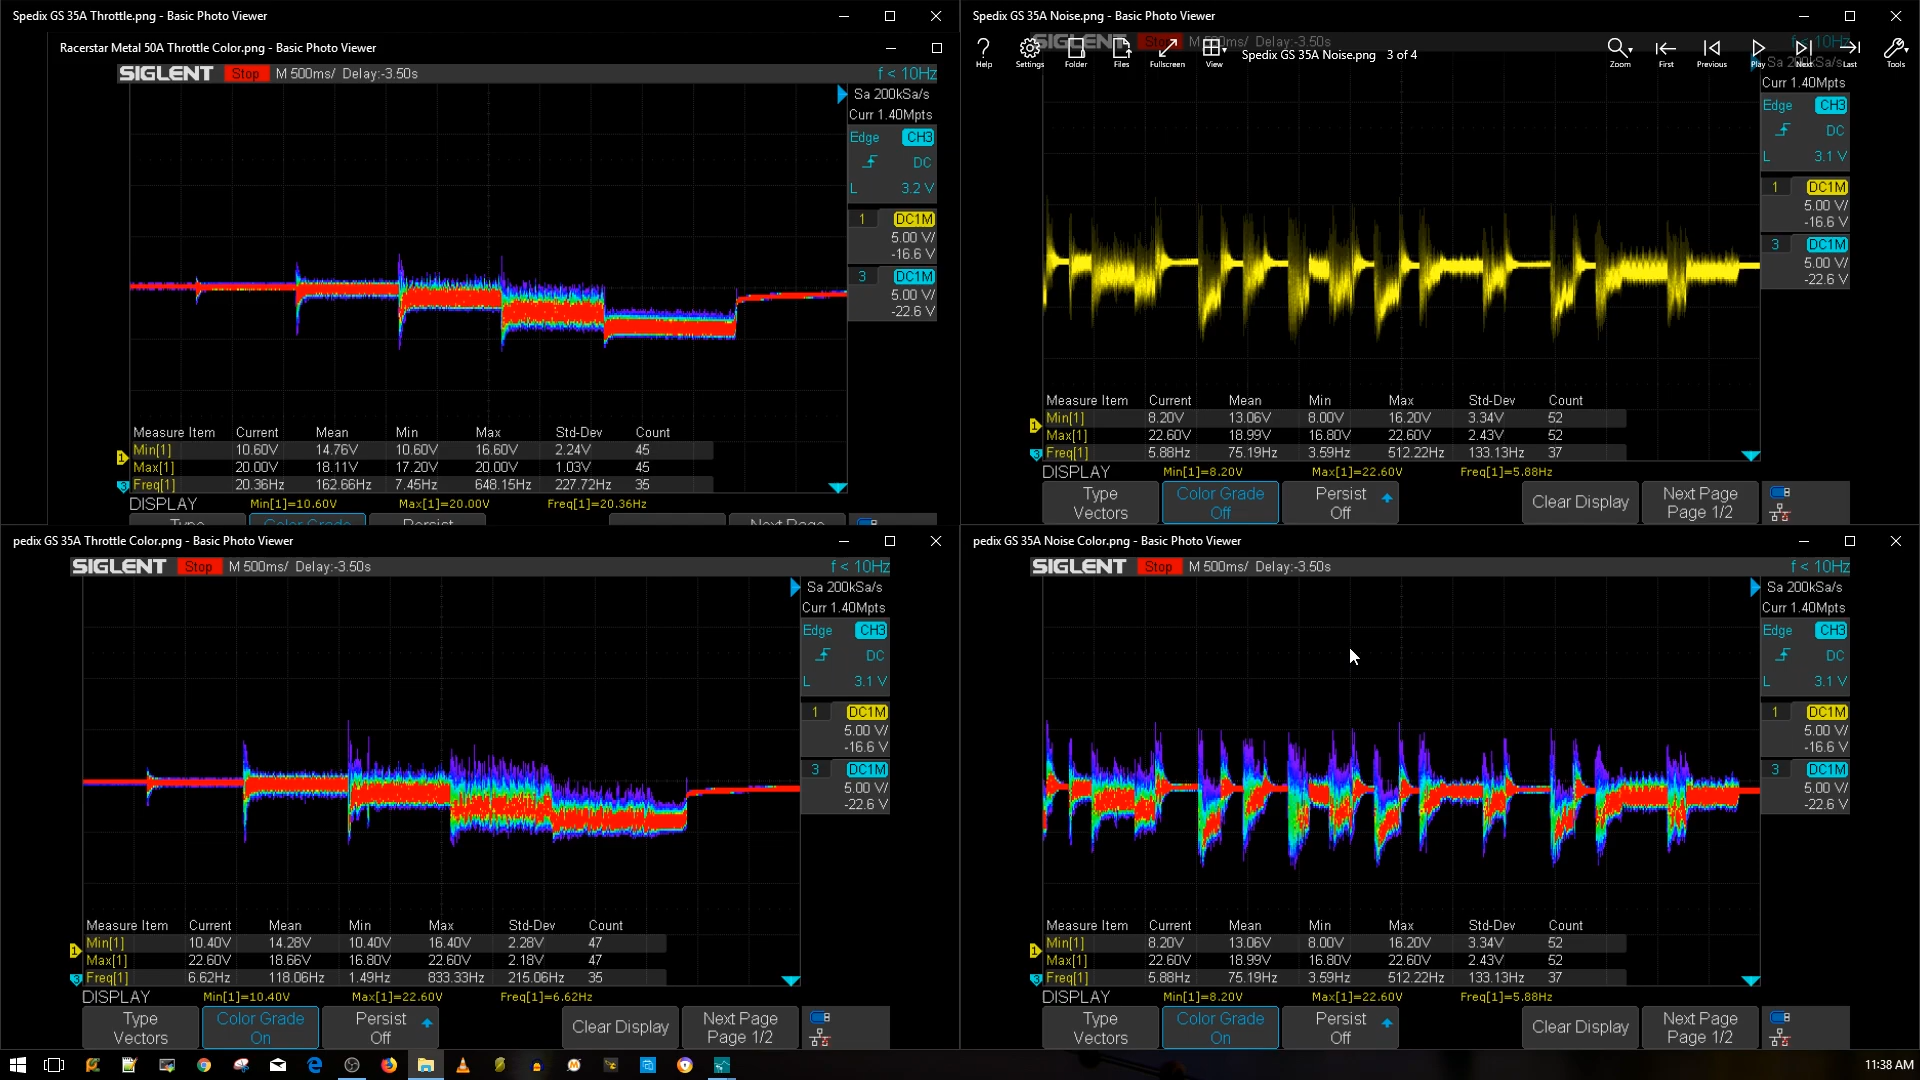 Spedix GS 35A Throttle.png - Basic Photo Viewer
Racerstar Metal 50A Throttle Color.png - Basic Photo Viewer
SIGLENT Stop M 500ms/ Delay:-3.50s f < 10Hz
Sa 200kSa/s
Curr 1.40Mpts
Edge CH3
DC
L 3.2 V
1 DC1M
5.00 V/
-16.6 V
3 DC1M
5.00 V/
-22.6 V
Measure Item Current Mean Min Max Std-Dev Count
Min[1] 10.60V 14.76V 10.60V 16.60V 2.24V 45
Max[1] 20.00V 18.11V 17.20V 20.00V 1.03V 45
Freq[1] 20.36Hz 162.66Hz 7.45Hz 648.15Hz 227.72Hz 35
DISPLAY Min[1]=10.60V Max[1]=20.00V Freq[1]=20.36Hz
Type Color Grade Persist Next Page
Spedix GS 35A Noise.png - Basic Photo Viewer
SIGLENT Stop M 500ms/ Delay:-3.50s
Help Settings Folder Files Fullscreen View Spedix GS 35A Noise.png 3 of 4 Zoom First Previous Play Next Last Tools
Sa 200kSa/s
Curr 1.40Mpts
Edge CH3
DC
L 3.1 V
1 DC1M
5.00 V/
-16.6 V
3 DC1M
5.00 V/
-22.6 V
Measure Item Current Mean Min Max Std-Dev Count
Min[1] 8.20V 13.06V 8.00V 16.20V 3.34V 52
Max[1] 22.60V 18.99V 16.80V 22.60V 2.43V 52
Freq[1] 5.88Hz 75.19Hz 3.59Hz 512.22Hz 133.13Hz 37
DISPLAY Min[1]=8.20V Max[1]=22.60V Freq[1]=5.88Hz
Type Color Grade Persist Clear Display Next Page
Vectors Off Off Page 1/2
pedix GS 35A Throttle Color.png - Basic Photo Viewer
SIGLENT Stop M 500ms/ Delay:-3.50s f < 10Hz
Sa 200kSa/s
Curr 1.40Mpts
Edge CH3
DC
L 3.1 V
1 DC1M
5.00 V/
-16.6 V
3 DC1M
5.00 V/
-22.6 V
Measure Item Current Mean Min Max Std-Dev Count
Min[1] 10.40V 14.28V 10.40V 16.40V 2.28V 47
Max[1] 22.60V 18.66V 16.80V 22.60V 2.18V 47
Freq[1] 6.62Hz 118.06Hz 1.49Hz 833.33Hz 215.06Hz 35
DISPLAY Min[1]=10.40V Max[1]=22.60V Freq[1]=6.62Hz
Type Color Grade Persist Clear Display Next Page
Vectors On Off Page 1/2
pedix GS 35A Noise Color.png - Basic Photo Viewer
SIGLENT Stop M 500ms/ Delay:-3.50s f < 10Hz
Sa 200kSa/s
Curr 1.40Mpts
Edge CH3
DC
L 3.1 V
1 DC1M
5.00 V/
-16.6 V
3 DC1M
5.00 V/
-22.6 V
Measure Item Current Mean Min Max Std-Dev Count
Min[1] 8.20V 13.06V 8.00V 16.20V 3.34V 52
Max[1] 22.60V 18.99V 16.80V 22.60V 2.43V 52
Freq[1] 5.88Hz 75.19Hz 3.59Hz 512.22Hz 133.13Hz 37
DISPLAY Min[1]=8.20V Max[1]=22.60V Freq[1]=5.88Hz
Type Color Grade Persist Clear Display Next Page
Vectors On Off Page 1/2
11:38 AM